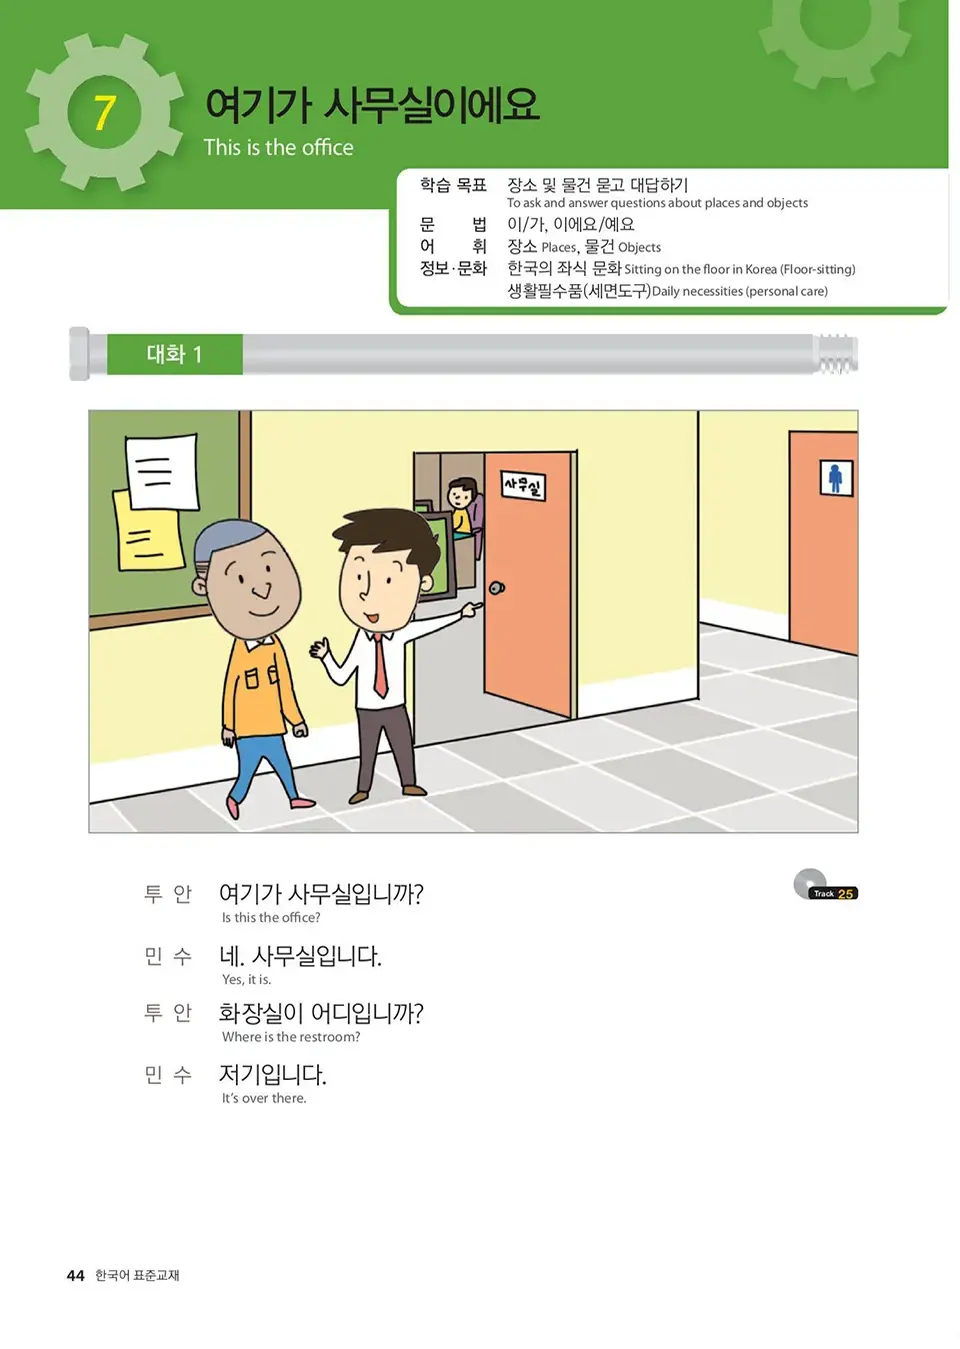 7
여기가 사무실이에요
This is the office
학습 목표 장소 및 물건 묻고 대답하기
To ask and answer questions about places and objects
문 법 이/가, 이에요/예요
어 휘 장소 Places, 물건 Objects
정보·문화 한국의 좌식 문화 Sitting on the floor in Korea (Floor-sitting)
생활필수품(세면도구) Daily necessities (personal care)
대화 1
사무실
투 안 여기가 사무실입니까?
Is this the office?
Track 25
민 수 네. 사무실입니다.
Yes, it is.
투 안 화장실이 어디입니까?
Where is the restroom?
민 수 저기입니다.
It’s over there.
44 한국어 표준교재